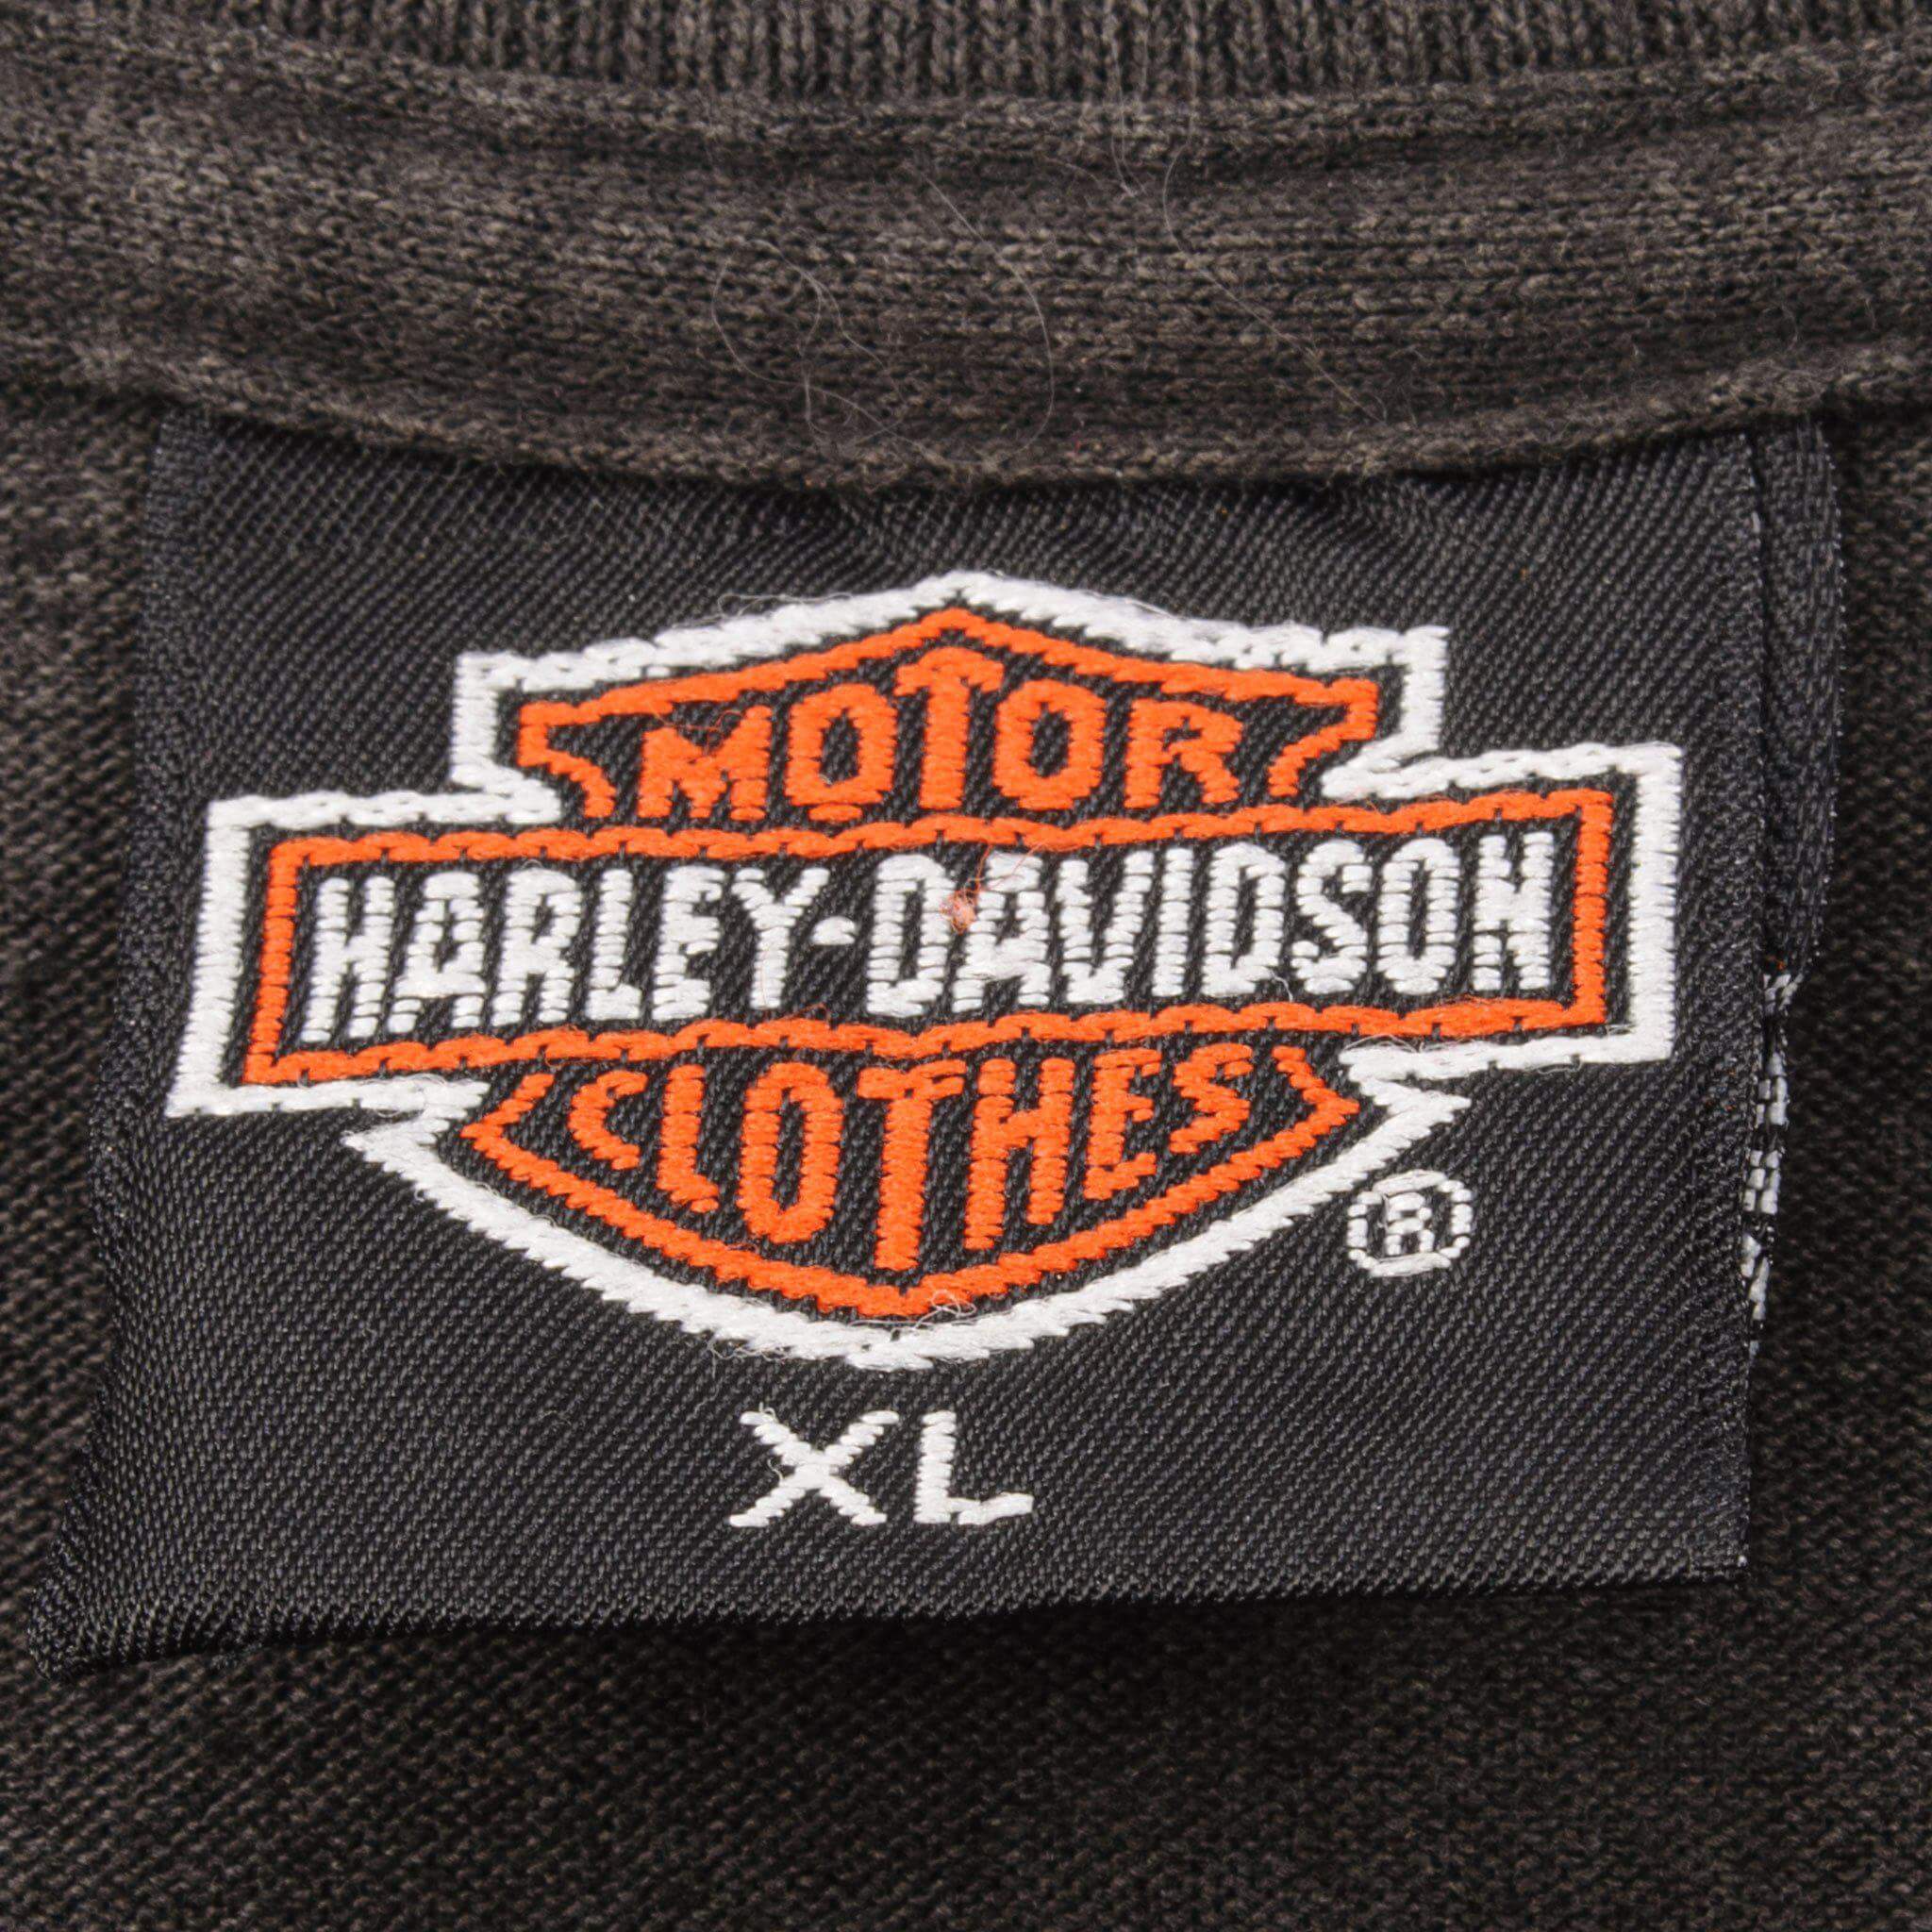 MOTOR
HARLEY-DAVIDSON
CLOTHES
®
XL